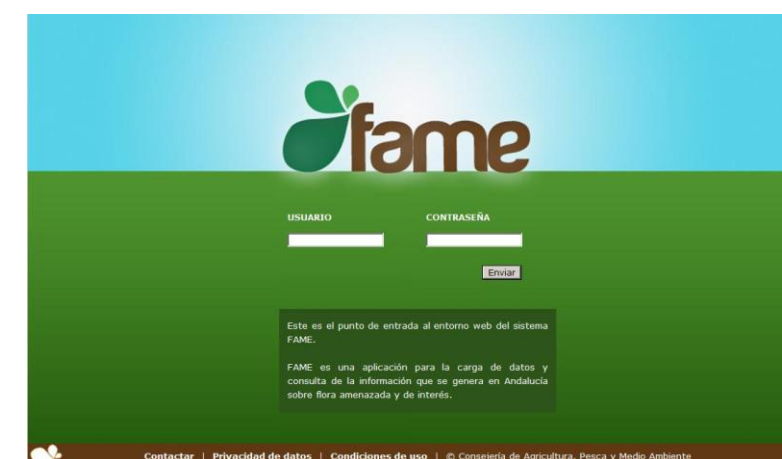 fame
USUARIO CONTRASEÑA
Enviar
Este es el punto de entrada al entorno web del sistema
FAME.
FAME es una aplicación para la carga de datos y
consulta de la información que se genera en Andalucía
sobre flora amenazada y de interés.
Contactar | Privacidad de datos | Condiciones de uso | © Consejería de Agricultura, Pesca y Medio Ambiente